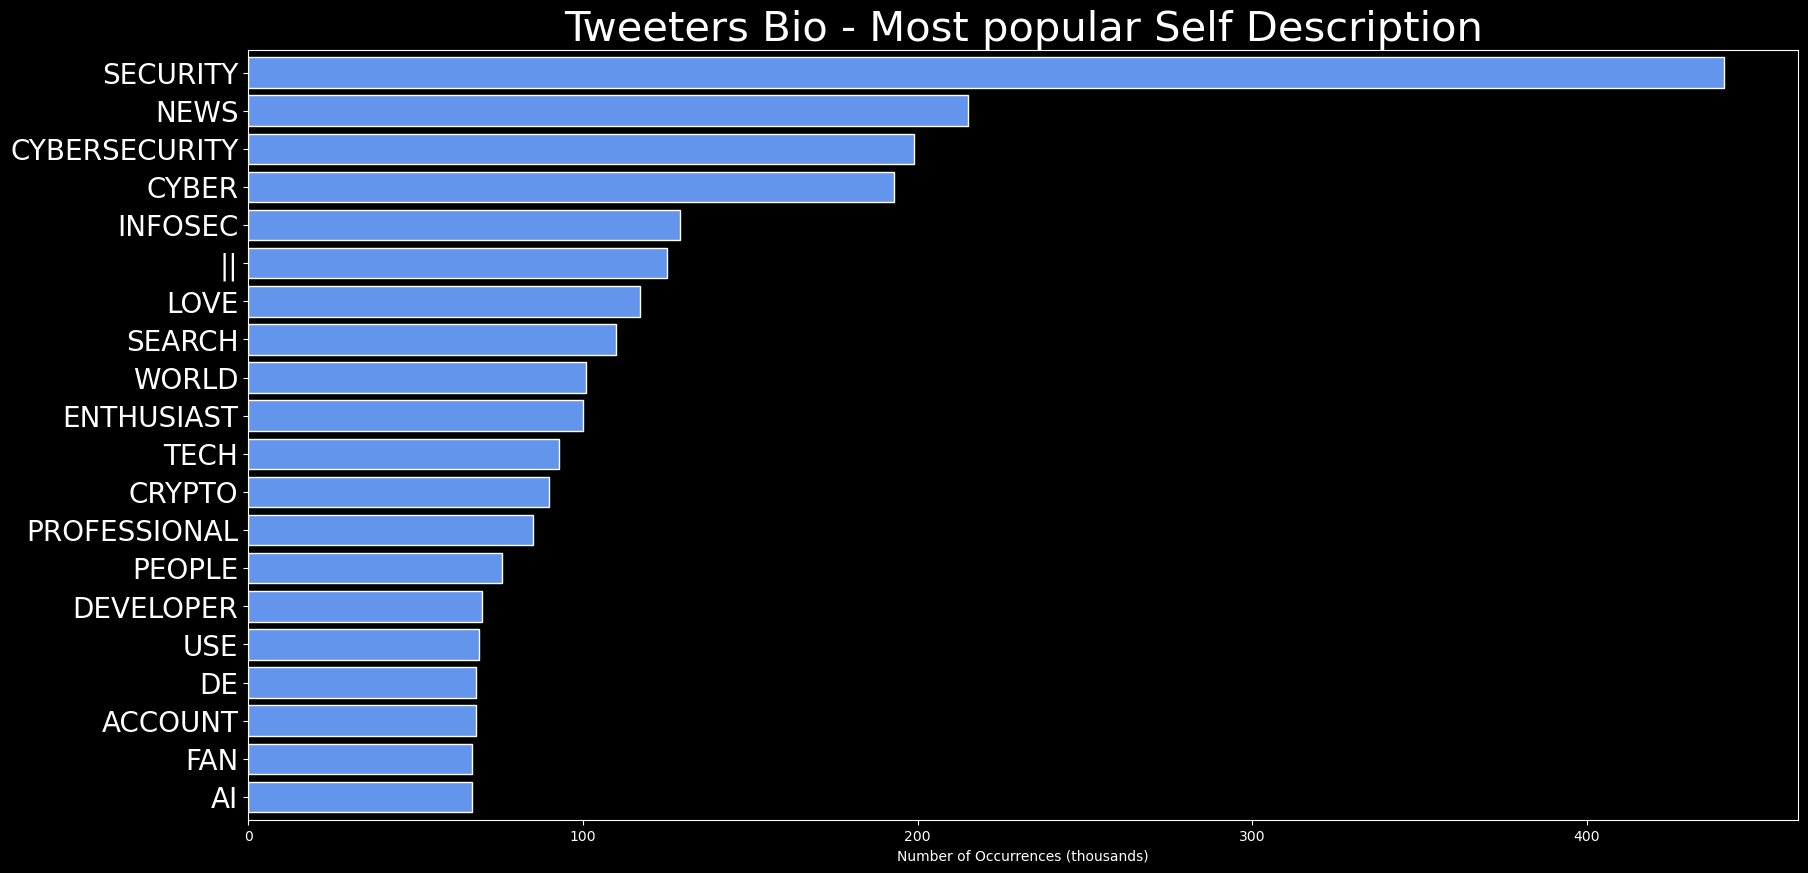 Tweeters Bio - Most popular Self Description
SECURITY
NEWS
CYBERSECURITY
CYBER
INFOSEC
||
LOVE
SEARCH
WORLD
ENTHUSIAST
TECH
CRYPTO
PROFESSIONAL
PEOPLE
DEVELOPER
USE
DE
ACCOUNT
FAN
AI
0 100 200 300 400
Number of Occurrences (thousands)